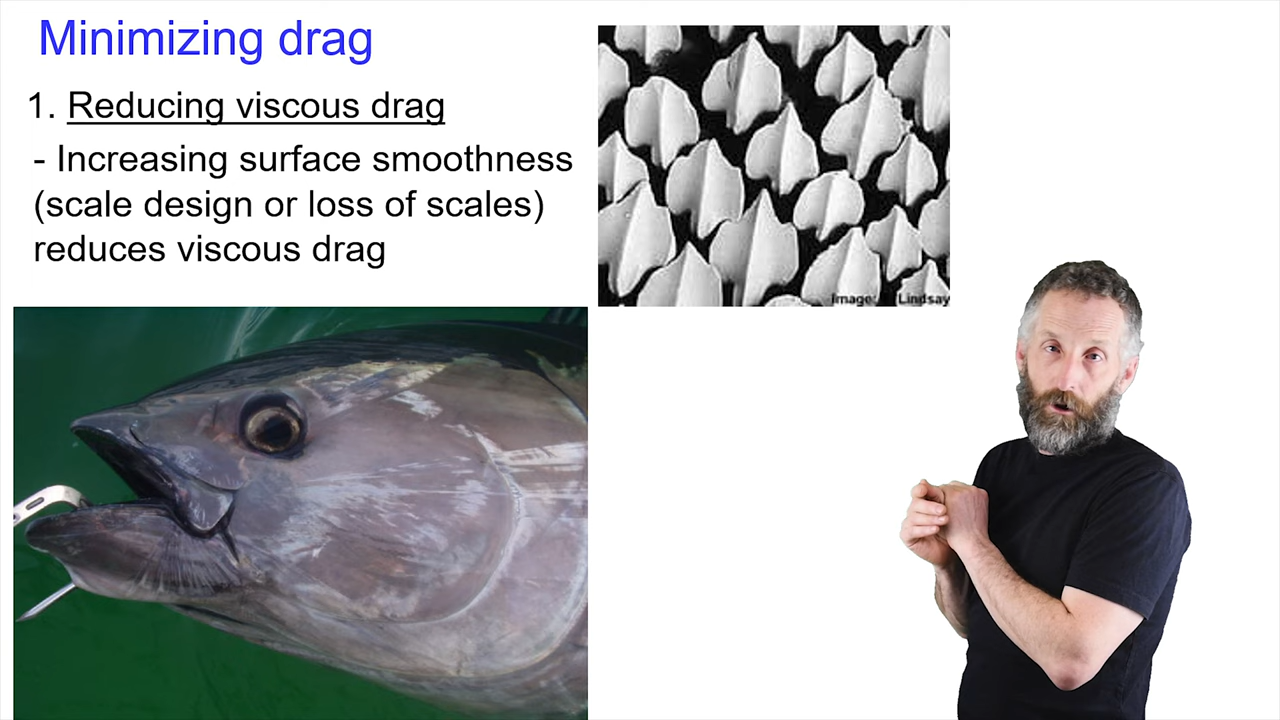 Minimizing drag
1. Reducing viscous drag
- Increasing surface smoothness
(scale design or loss of scales)
reduces viscous drag
Image: Lindsay